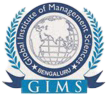 Global Institute of Management Sciences
BENGALURU
GIMS